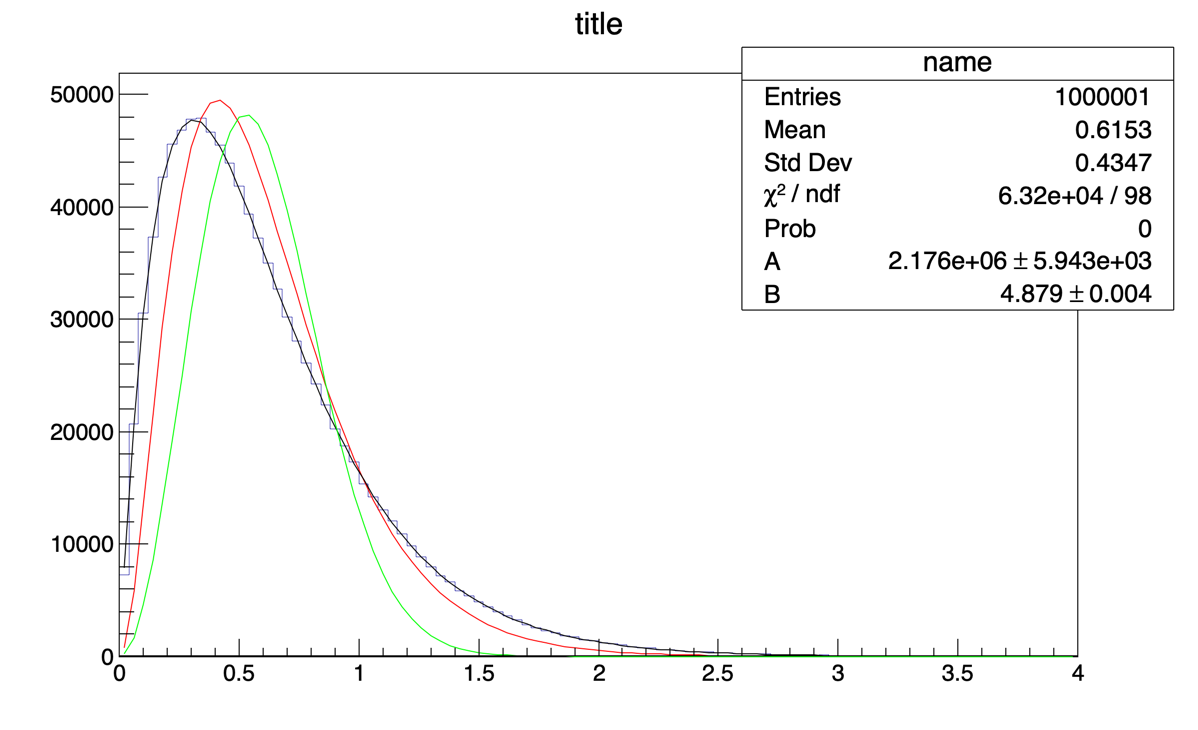 title
name
Entries 1000001
Mean 0.6153
Std Dev 0.4347
χ² / ndf 6.32e+04 / 98
Prob 0
A 2.176e+06 ± 5.943e+03
B 4.879 ± 0.004
50000
40000
30000
20000
10000
0
0 0.5 1 1.5 2 2.5 3 3.5 4